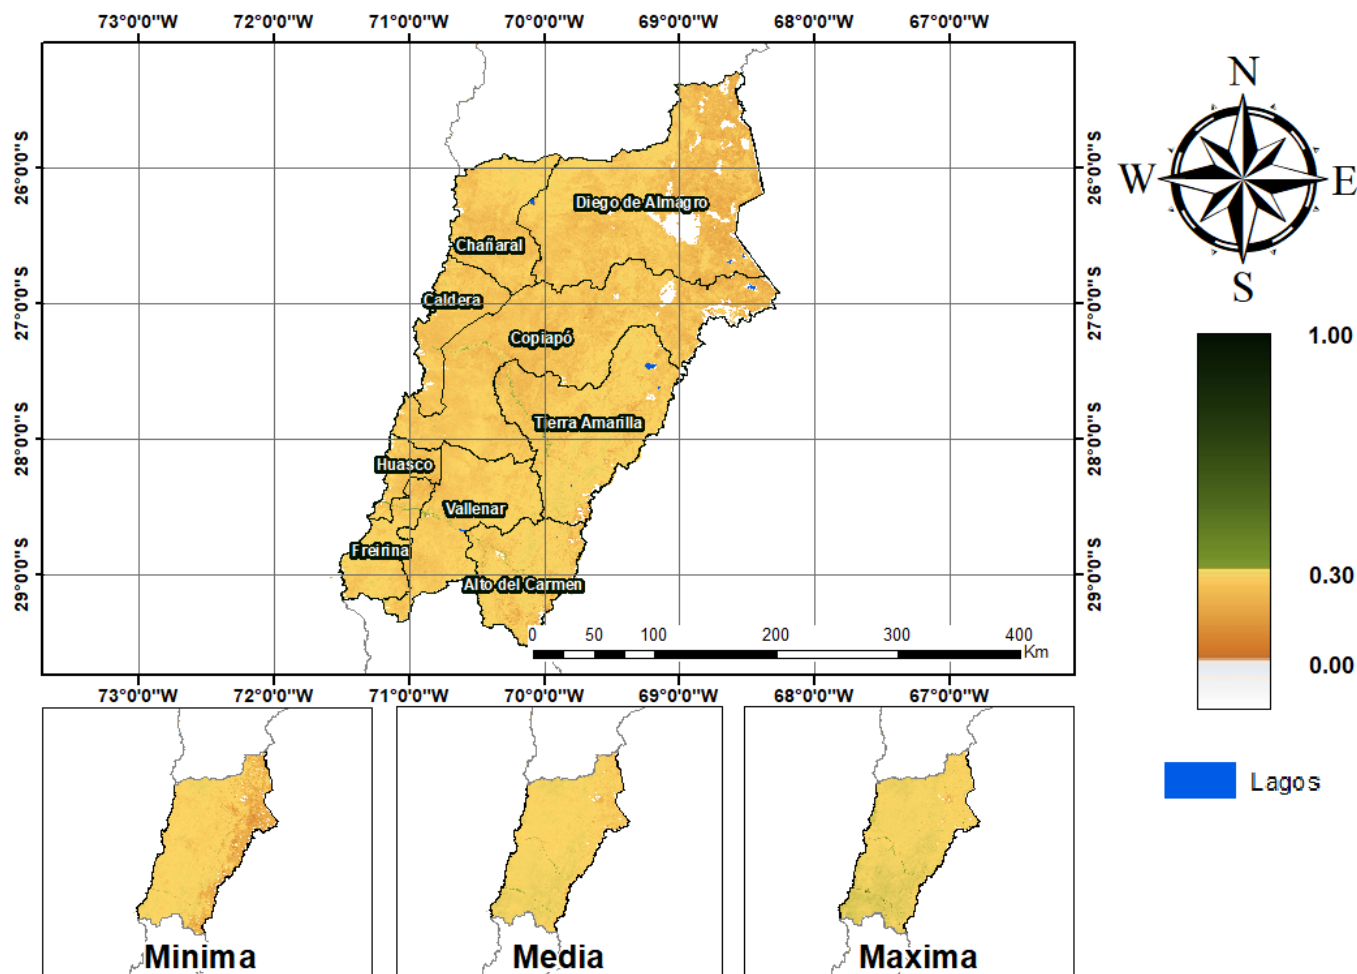 73°0'0"W 72°0'0"W 71°0'0"W 70°0'0"W 69°0'0"W 68°0'0"W 67°0'0"W
N
W E
S
26°0'0"S 26°0'0"S
Diego de Almagro
Chañaral
27°0'0"S 27°0'0"S
Caldera
Copiapó
Tierra Amarilla
28°0'0"S 28°0'0"S
Huasco
Vallenar
Freirina
29°0'0"S 29°0'0"S
Alto del Carmen
0 50 100 200 300 400
Km
73°0'0"W 72°0'0"W 71°0'0"W 70°0'0"W 69°0'0"W 68°0'0"W 67°0'0"W
1.00
0.30
0.00
Lagos
Minima Media Maxima